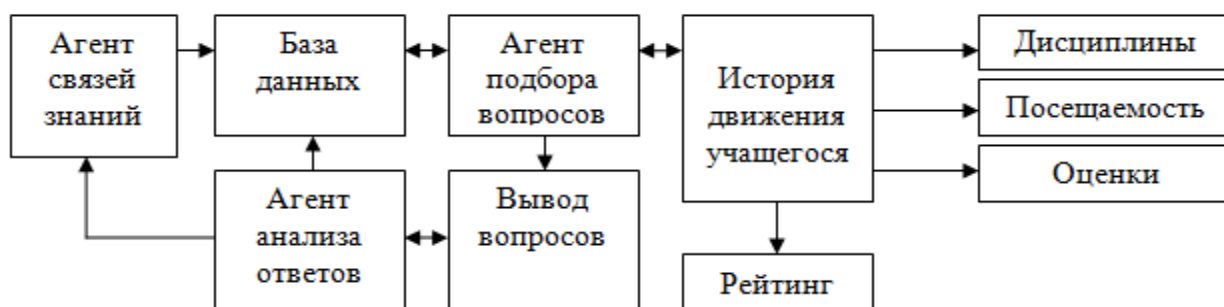 Агент
связей
знаний
База
данных
Агент
подбора
вопросов
История
движения
учащегося
Дисциплины
Посещаемость
Оценки
Агент
анализа
ответов
Вывод
вопросов
Рейтинг